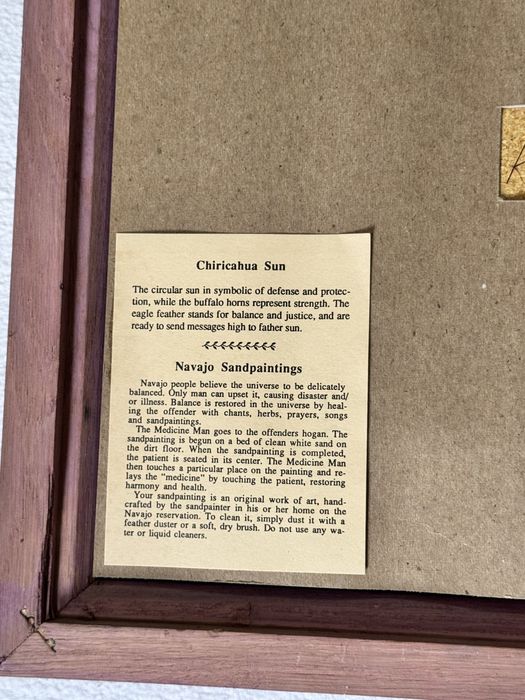 Chiricahua Sun
The circular sun in symbolic of defense and protec-
tion, while the buffalo horns represent strength. The
eagle feather stands for balance and justice, and are
ready to send messages high to father sun.
Navajo Sandpaintings
Navajo people believe the universe to be delicately
balanced. Only man can upset it, causing disaster and/
or illness. Balance is restored in the universe by heal-
ing the offender with chants, herbs, prayers, songs
and sandpaintings.
The Medicine Man goes to the offenders hogan. The
sandpainting is begun on a bed of clean white sand on
the dirt floor. When the sandpainting is completed,
the patient is seated in its center. The Medicine Man
then touches a particular place on the painting and re-
lays the "medicine" by touching the patient, restoring
harmony and health.
Your sandpainting is an original work of art, hand-
crafted by the sandpainter in his or her home on the
Navajo reservation. To clean it, simply dust it with a
feather duster or a soft, dry brush. Do not use any wa-
ter or liquid cleaners.